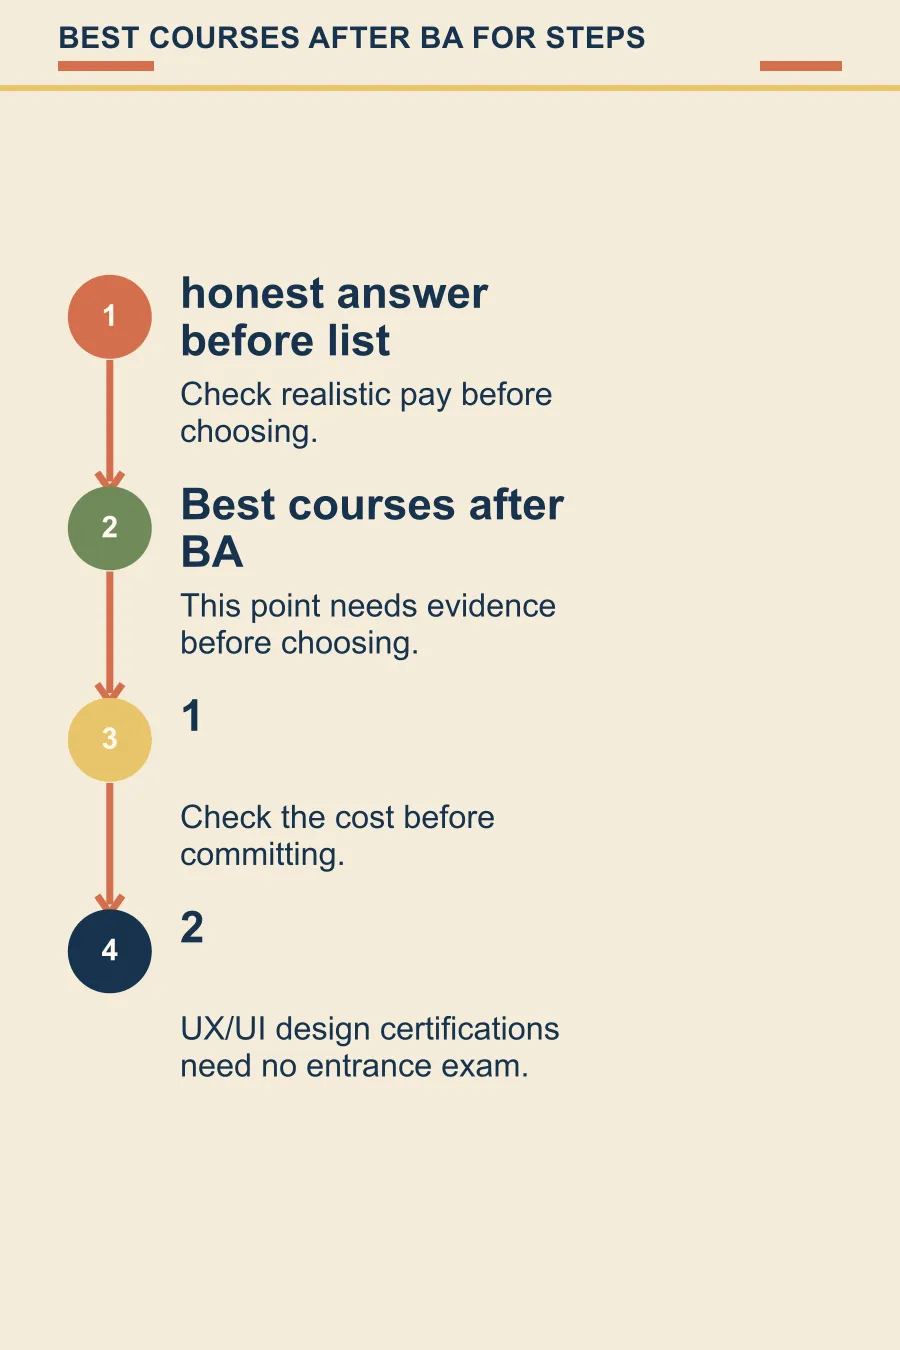 BEST COURSES AFTER BA FOR STEPS
1
honest answer
before list
Check realistic pay before
choosing.
2
Best courses after
BA
This point needs evidence
before choosing.
3
1
Check the cost before
committing.
4
2
UX/UI design certifications
need no entrance exam.